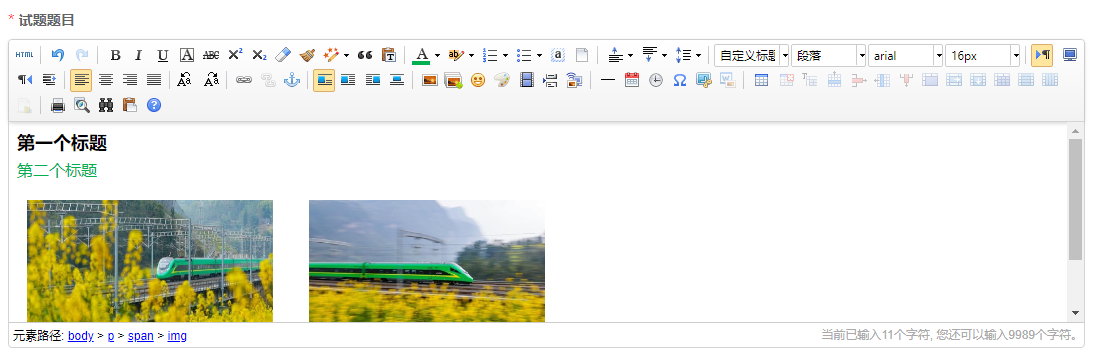 * 试题题目
HTML B I U A ABC X² X₂ A
自定义标题 段落 arial 16px
第一个标题
第二个标题
元素路径: body > p > span > img
当前已输入11个字符, 您还可以输入9989个字符。